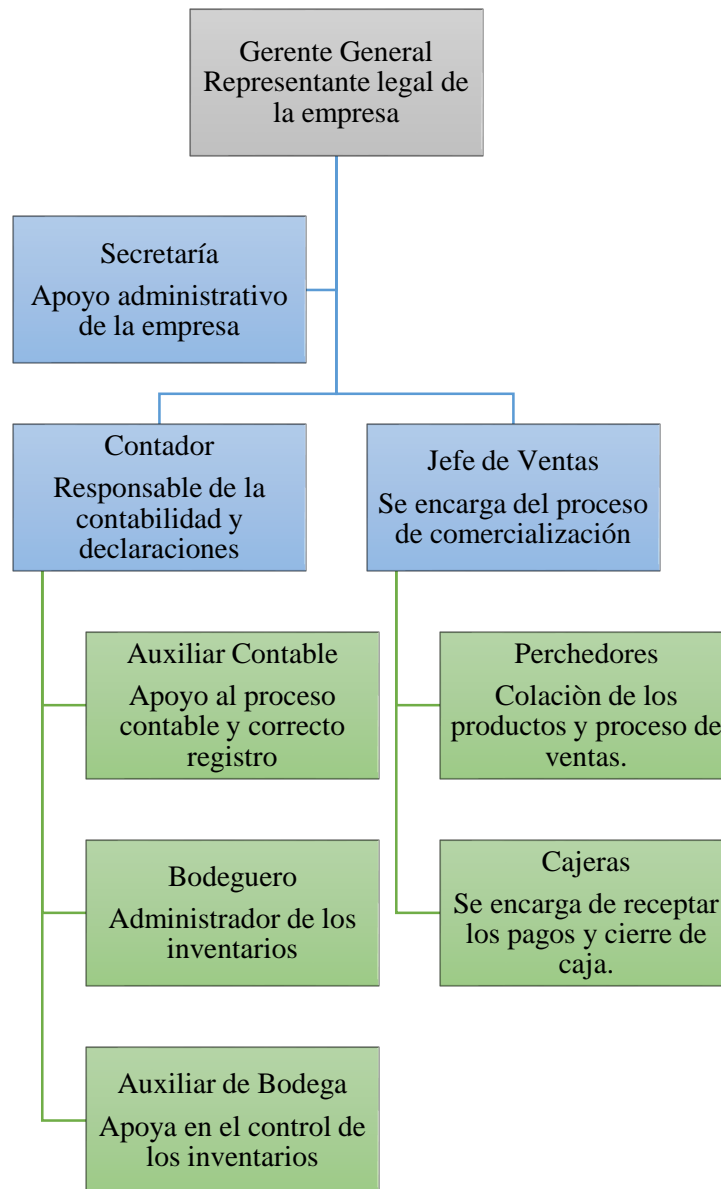 Gerente General
Representante legal de
la empresa
Secretaría
Apoyo administrativo
de la empresa
Contador
Responsable de la
contabilidad y
declaraciones
Jefe de Ventas
Se encarga del proceso
de comercialización
Auxiliar Contable
Apoyo al proceso
contable y correcto
registro
Bodeguero
Administrador de los
inventarios
Auxiliar de Bodega
Apoya en el control de
los inventarios
Perchedores
Colaciòn de los
productos y proceso de
ventas.
Cajeras
Se encarga de receptar
los pagos y cierre de
caja.